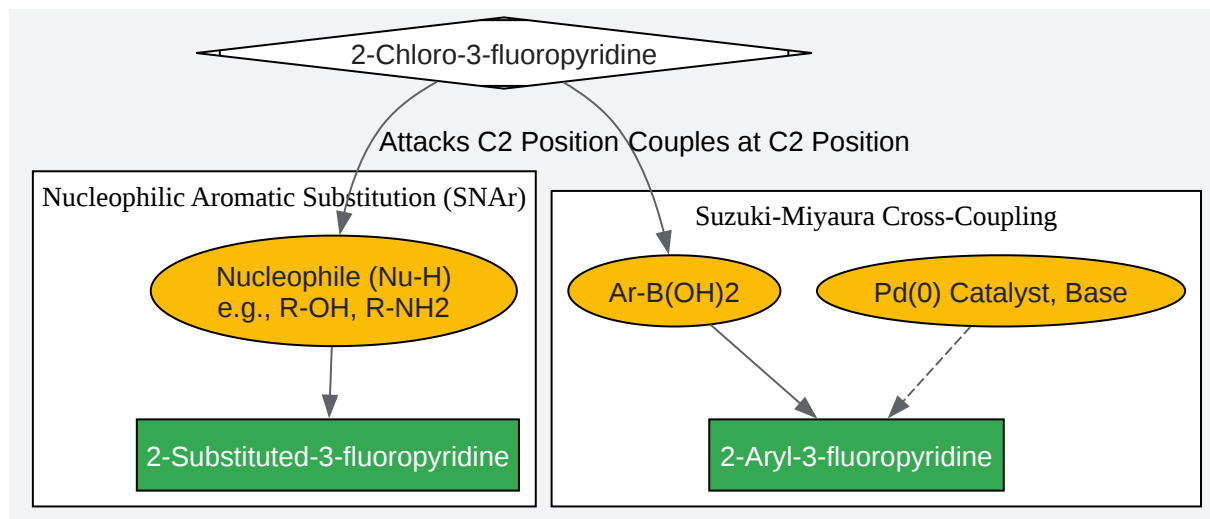 2-Chloro-3-fluoropyridine
Attacks C2 Position
Couples at C2 Position
Nucleophilic Aromatic Substitution (SNAr)
Nucleophile (Nu-H)
e.g., R-OH, R-NH2
2-Substituted-3-fluoropyridine
Suzuki-Miyaura Cross-Coupling
Ar-B(OH)2
Pd(0) Catalyst, Base
2-Aryl-3-fluoropyridine